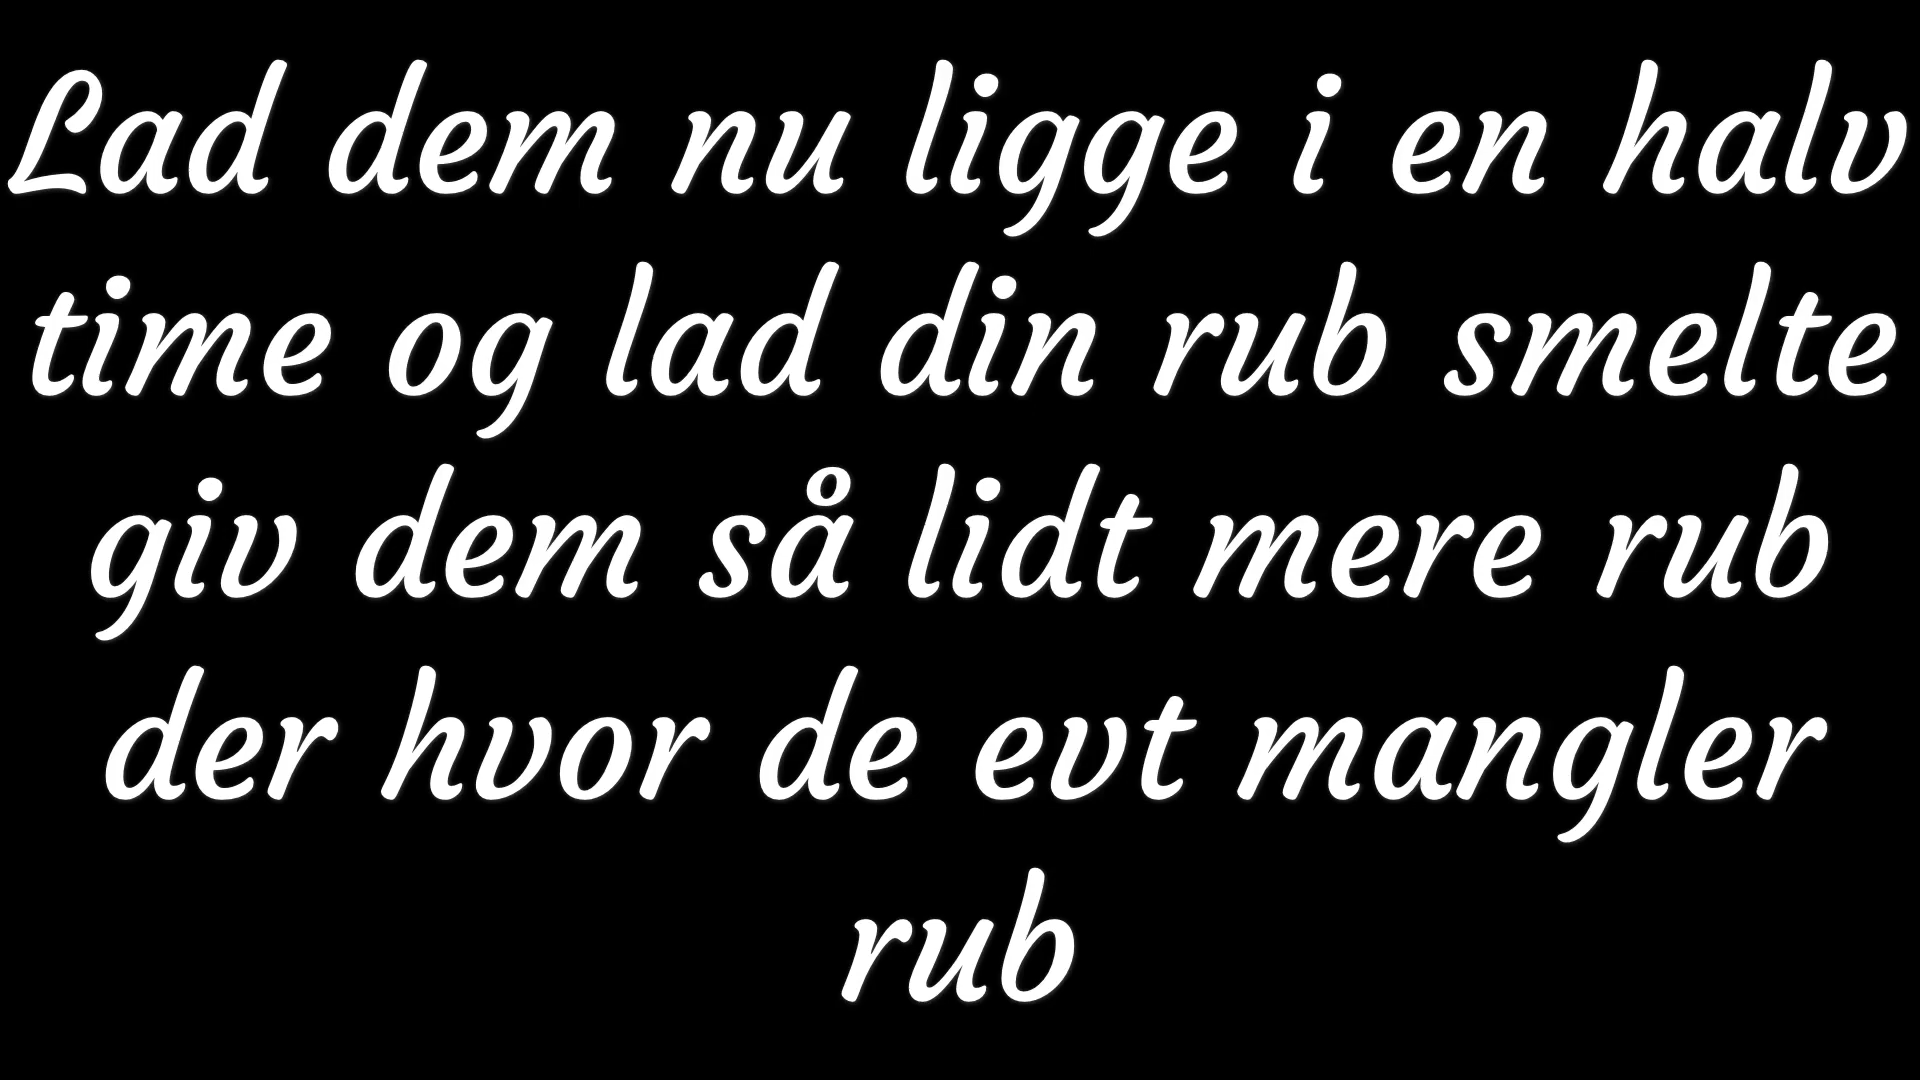 Lad dem nu ligge i en halv
time og lad din rub smelte
giv dem så lidt mere rub
der hvor de evt mangler
rub